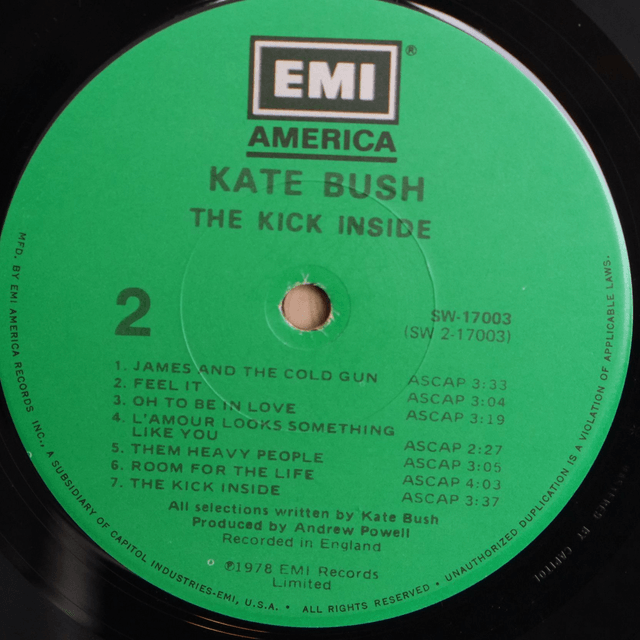 EMI ®
AMERICA
KATE BUSH
THE KICK INSIDE
2
SW-17003
(SW 2-17003)
1. JAMES AND THE COLD GUN ASCAP 3:33
2. FEEL IT ASCAP 3:04
3. OH TO BE IN LOVE ASCAP 3:19
4. L'AMOUR LOOKS SOMETHING
LIKE YOU ASCAP 2:27
5. THEM HEAVY PEOPLE ASCAP 3:05
6. ROOM FOR THE LIFE ASCAP 4:03
7. THE KICK INSIDE ASCAP 3:37
All selections written by Kate Bush
Produced by Andrew Powell
Recorded in England
℗1978 EMI Records
Limited
MFD. BY EMI AMERICA RECORDS INC., A SUBSIDIARY OF CAPITOL INDUSTRIES-EMI, U.S.A. • ALL RIGHTS RESERVED • UNAUTHORIZED DUPLICATION IS A VIOLATION OF APPLICABLE LAWS.